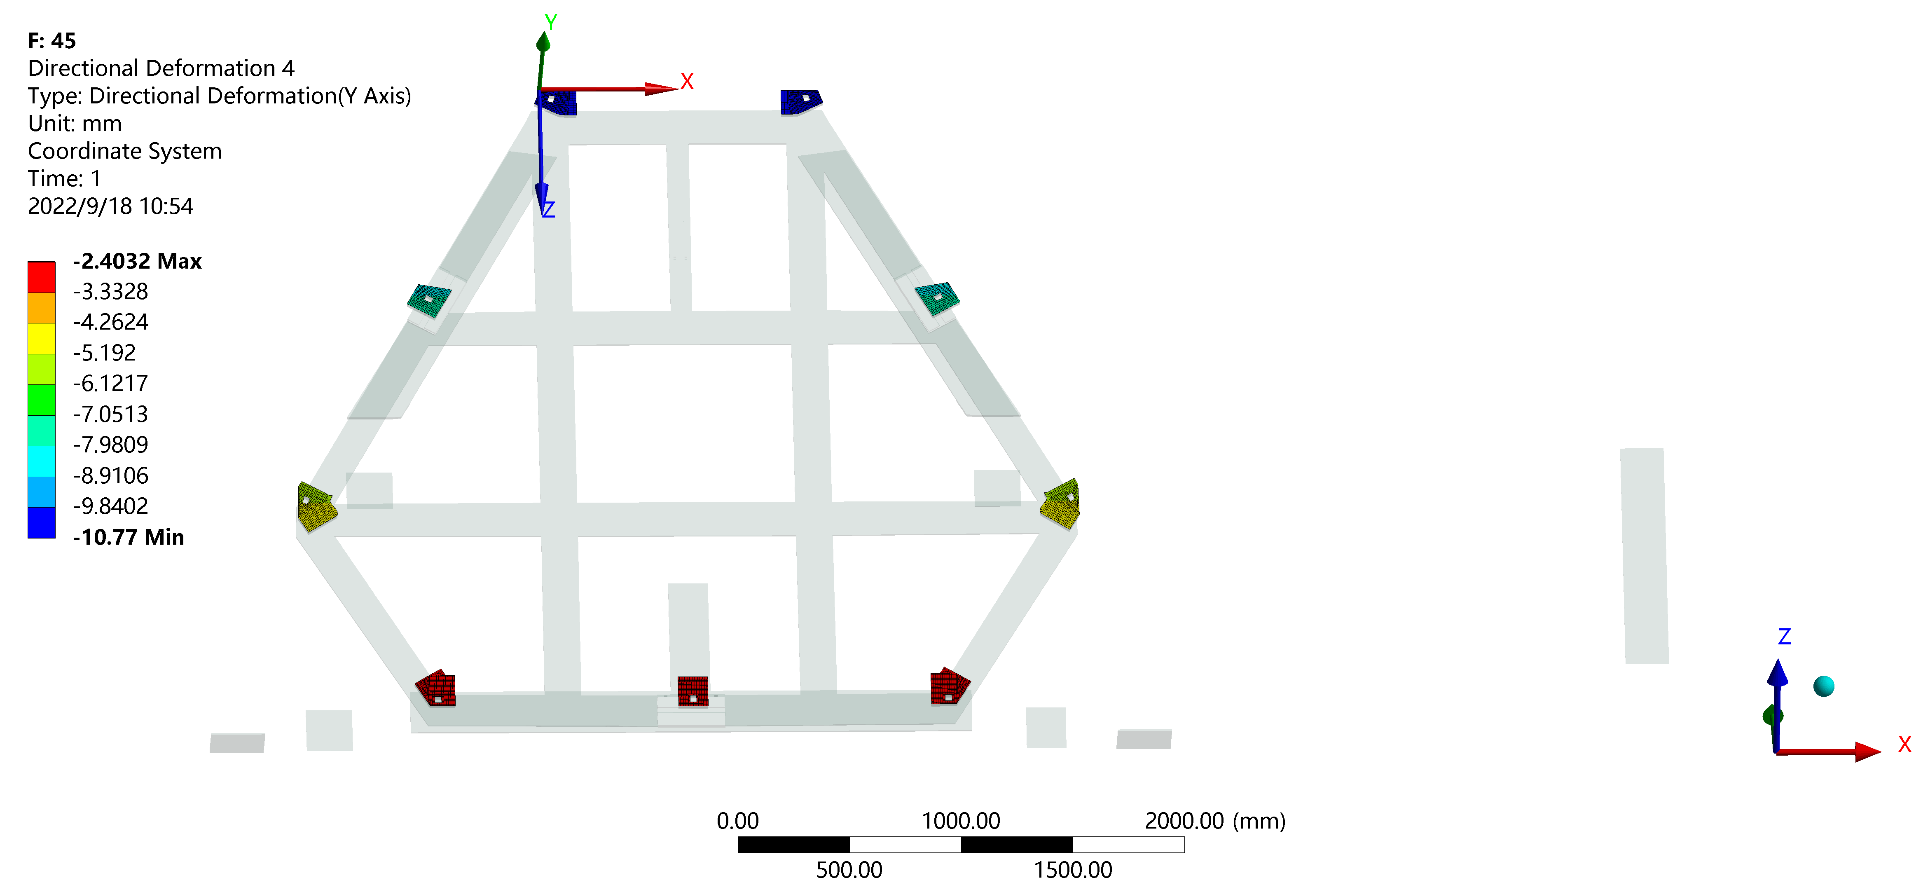 F: 45
Directional Deformation 4
Type: Directional Deformation(Y Axis)
Unit: mm
Coordinate System
Time: 1
2022/9/18 10:54
-2.4032 Max
-3.3328
-4.2624
-5.192
-6.1217
-7.0513
-7.9809
-8.9106
-9.8402
-10.77 Min
Y
X
Z
Z
X
0.00 1000.00 2000.00 (mm)
500.00 1500.00